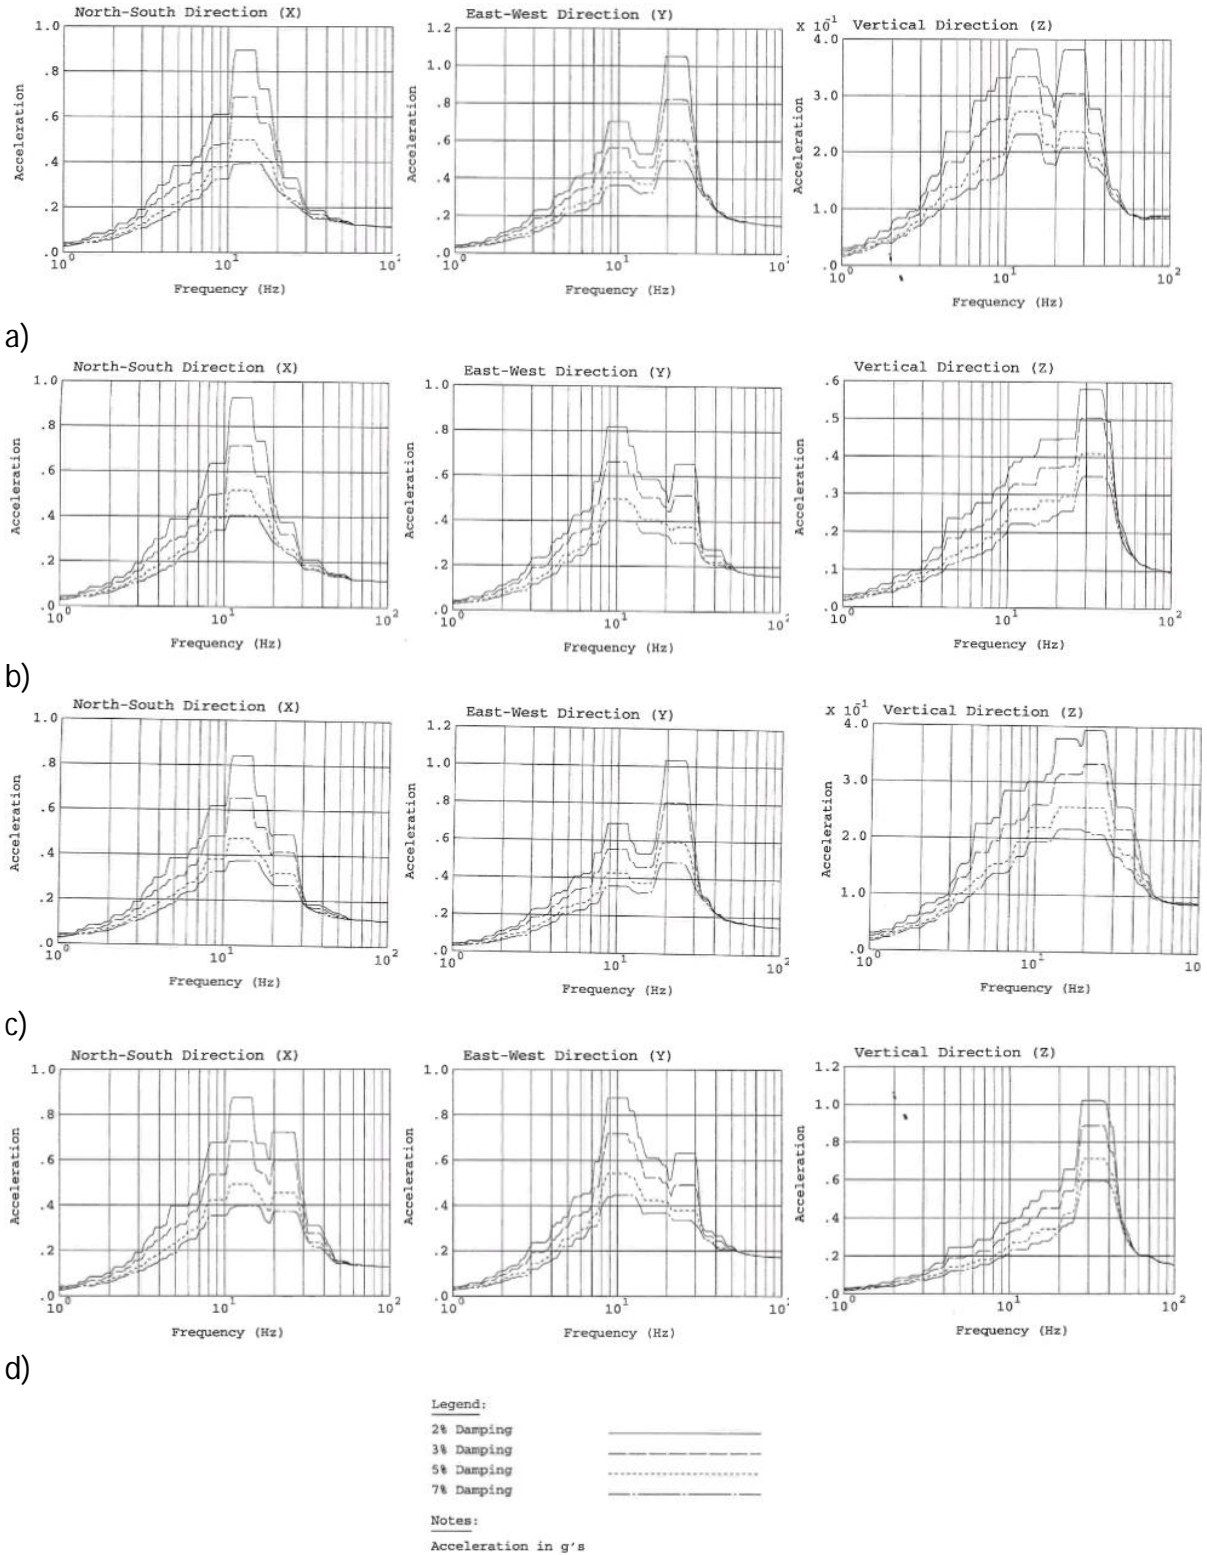 North-South Direction (X)
1.0
.8
.6
.4
.2
.0
Acceleration
10^0
10^1
10^2
Frequency (Hz)
East-West Direction (Y)
1.2
1.0
.8
.6
.4
.2
.0
Acceleration
10^0
10^1
10^2
Frequency (Hz)
X 10^-1
Vertical Direction (Z)
4.0
3.0
2.0
1.0
.0
Acceleration
10^0
10^1
10^2
Frequency (Hz)
a)
North-South Direction (X)
1.0
.8
.6
.4
.2
.0
Acceleration
10^0
10^1
10^2
Frequency (Hz)
East-West Direction (Y)
1.0
.8
.6
.4
.2
.0
Acceleration
10^0
10^1
10^2
Frequency (Hz)
Vertical Direction (Z)
.6
.5
.4
.3
.2
.1
.0
Acceleration
10^0
10^1
10^2
Frequency (Hz)
b)
North-South Direction (X)
1.0
.8
.6
.4
.2
.0
Acceleration
10^0
10^1
10^2
Frequency (Hz)
East-West Direction (Y)
1.2
1.0
.8
.6
.4
.2
.0
Acceleration
10^0
10^1
10^2
Frequency (Hz)
X 10^-1
Vertical Direction (Z)
4.0
3.0
2.0
1.0
.0
Acceleration
10^0
10^1
10
Frequency (Hz)
c)
North-South Direction (X)
1.0
.8
.6
.4
.2
.0
Acceleration
10^0
10^1
10^2
Frequency (Hz)
East-West Direction (Y)
1.0
.8
.6
.4
.2
.0
Acceleration
10^0
10^1
10
Frequency (Hz)
Vertical Direction (Z)
1.2
1.0
.8
.6
.4
.2
.0
Acceleration
10^0
10^1
10^2
Frequency (Hz)
d)
Legend:
2% Damping
3% Damping
5% Damping
7% Damping
Notes:
Acceleration in g's